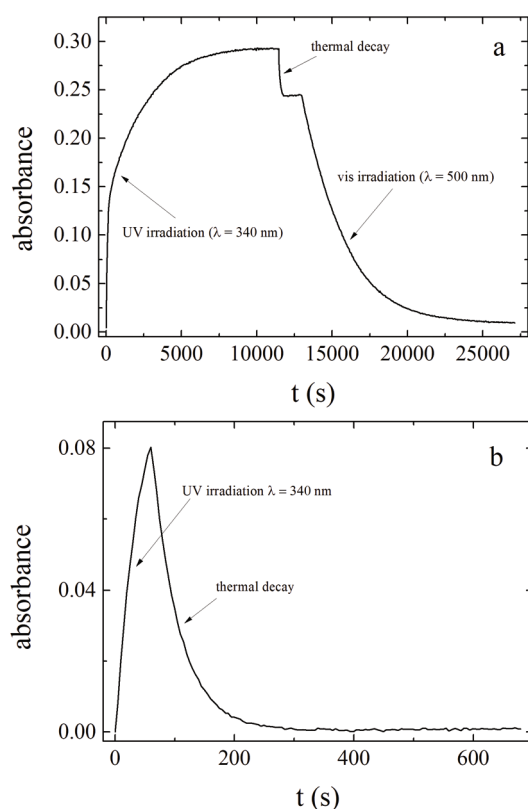 a
0.30
thermal decay
0.25
0.20
vis irradiation (λ = 500 nm)
0.15
absorbance
0.10
UV irradiation (λ = 340 nm)
0.05
0.00
0 5000 10000 15000 20000 25000
t (s)
b
0.08
UV irradiation λ = 340 nm
absorbance
thermal decay
0.04
0.00
0 200 400 600
t (s)